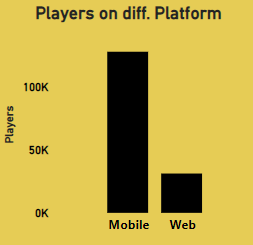 Players on diff. Platform
Players
100K
50K
0K
Mobile Web